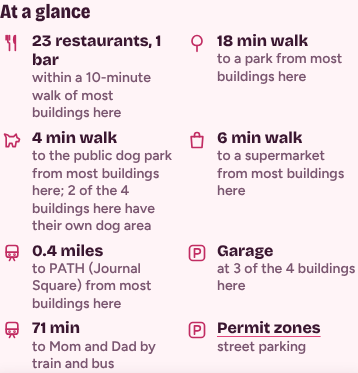 At a glance
23 restaurants, 1
bar
within a 10-minute
walk of most
buildings here
18 min walk
to a park from most
buildings here
4 min walk
to the public dog park
from most buildings
here; 2 of the 4
buildings here have
their own dog area
6 min walk
to a supermarket
from most buildings
here
0.4 miles
to PATH (Journal
Square) from most
buildings here
P
Garage
at 3 of the 4 buildings
here
71 min
to Mom and Dad by
train and bus
P
Permit zones
street parking